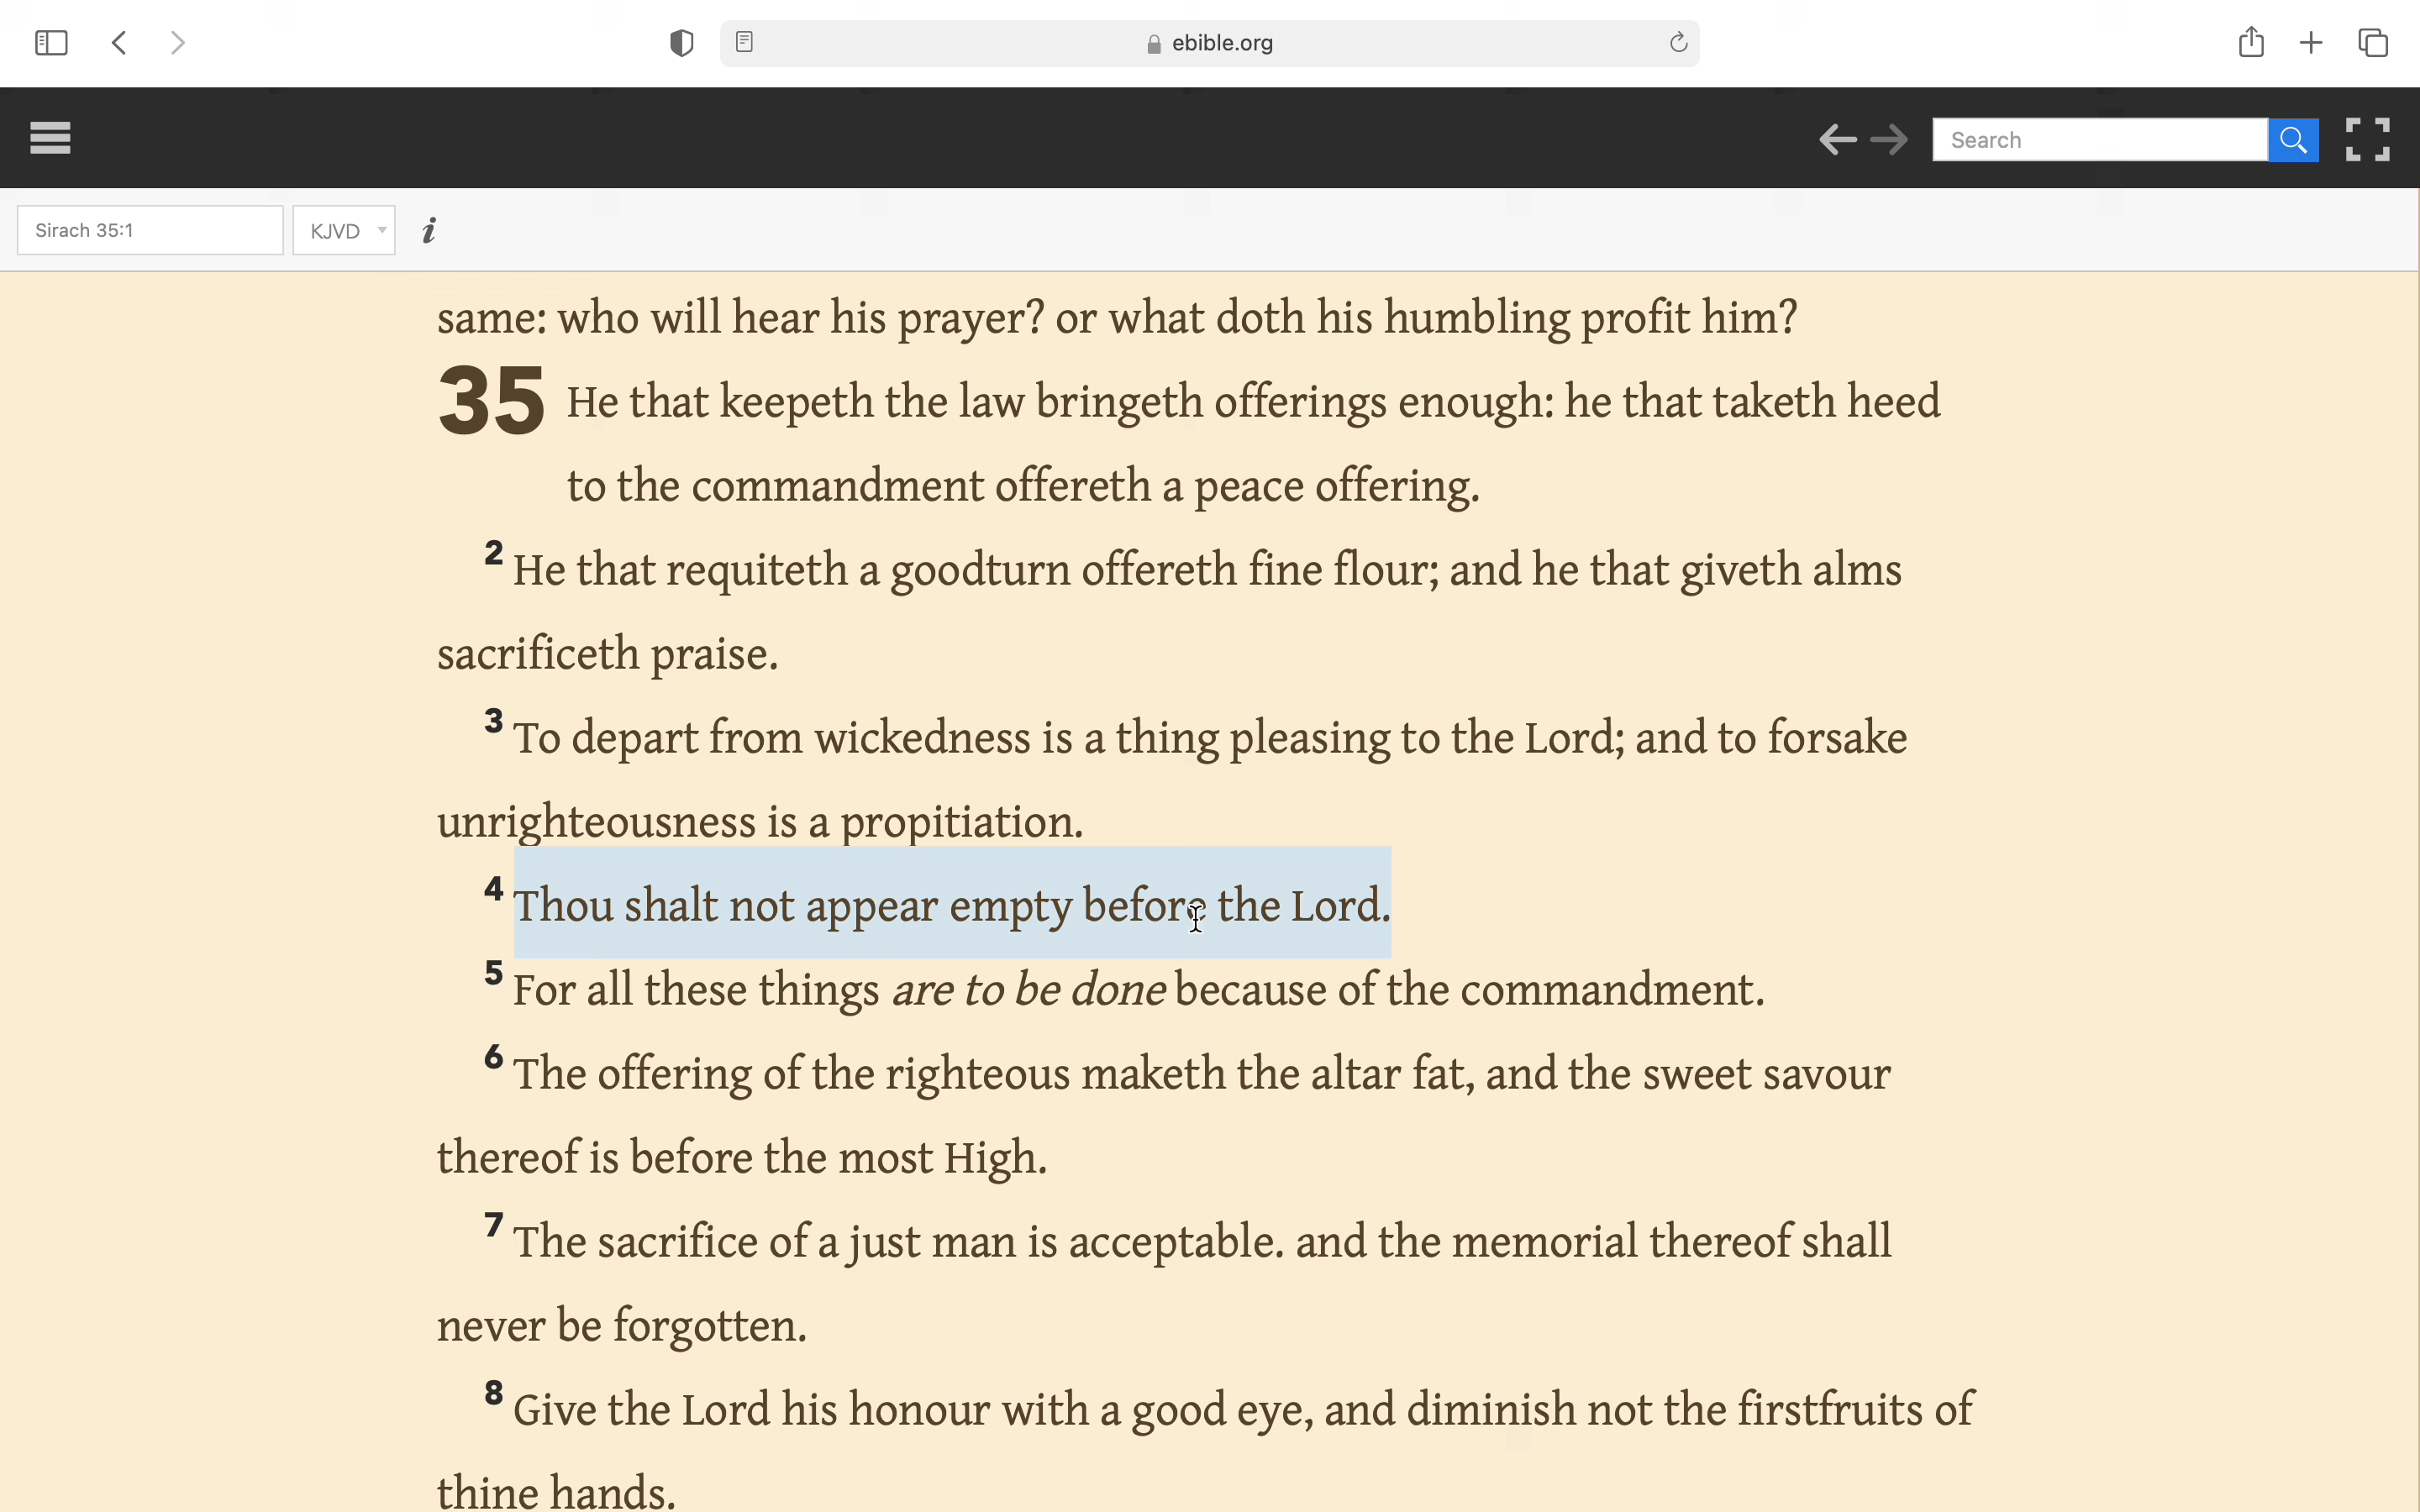 ebible.org
Search
Sirach 35:1 KJVD i
same: who will hear his prayer? or what doth his humbling profit him?
35 He that keepeth the law bringeth offerings enough: he that taketh heed
to the commandment offereth a peace offering.
2 He that requiteth a goodturn offereth fine flour; and he that giveth alms
sacrificeth praise.
3 To depart from wickedness is a thing pleasing to the Lord; and to forsake
unrighteousness is a propitiation.
4 Thou shalt not appear empty before the Lord.
5 For all these things are to be done because of the commandment.
6 The offering of the righteous maketh the altar fat, and the sweet savour
thereof is before the most High.
7 The sacrifice of a just man is acceptable. and the memorial thereof shall
never be forgotten.
8 Give the Lord his honour with a good eye, and diminish not the firstfruits of
thine hands.